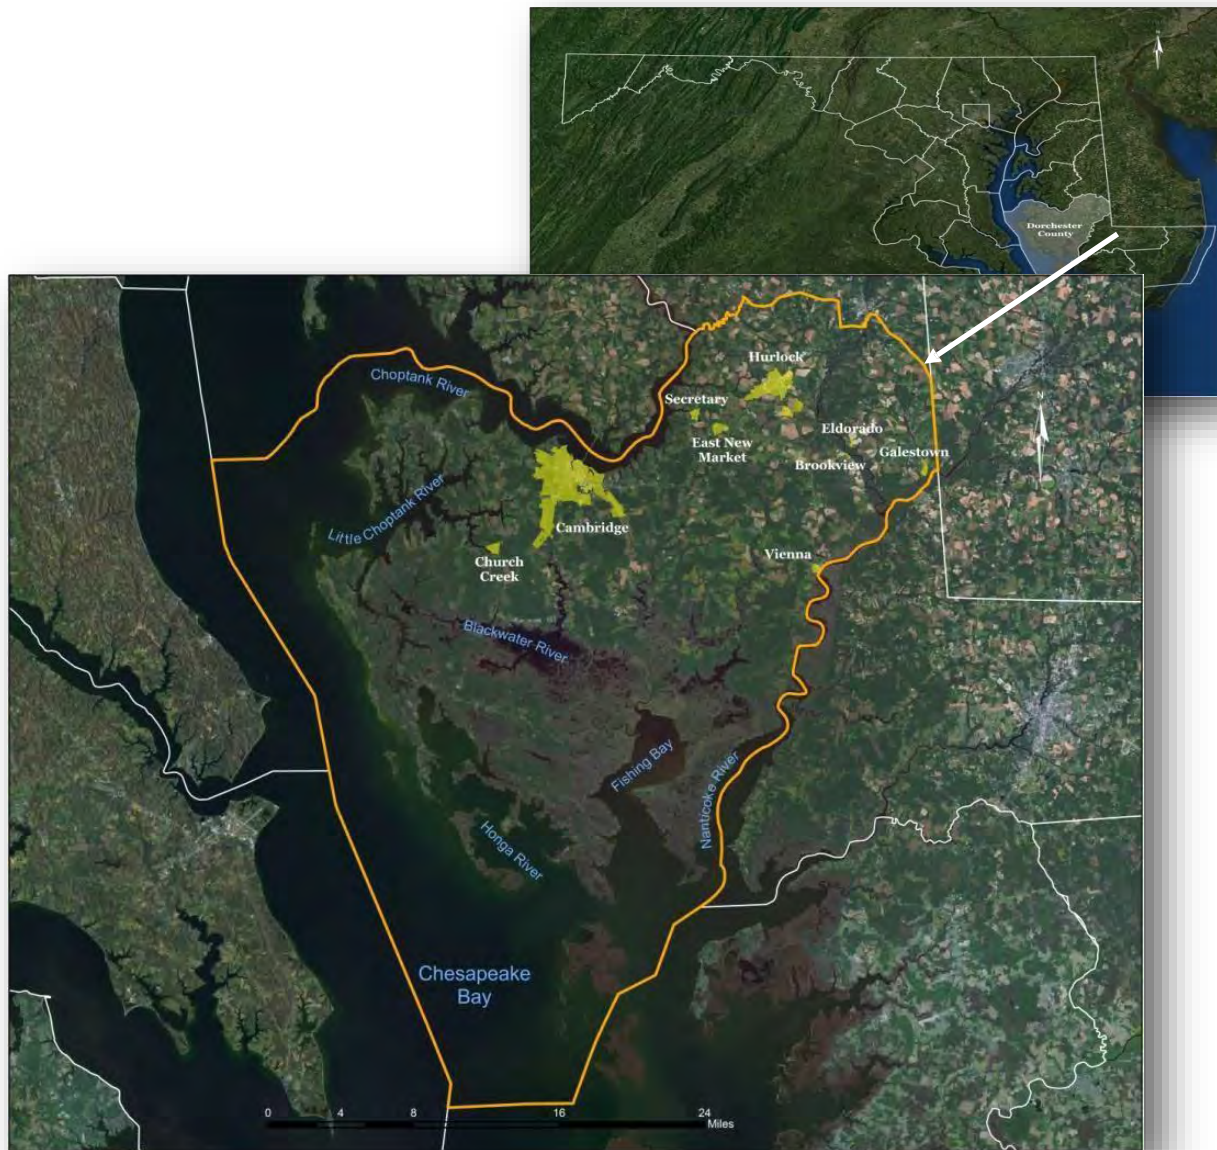 N
Dorchester
County
Hurlock
Choptank River
Secretary
N
East New
Market
Eldorado
Brookview
Galestown
Little Choptank River
Cambridge
Church
Creek
Vienna
Blackwater River
Fishing Bay
Nanticoke River
Honga River
Chesapeake
Bay
0 4 8 16 24
Miles